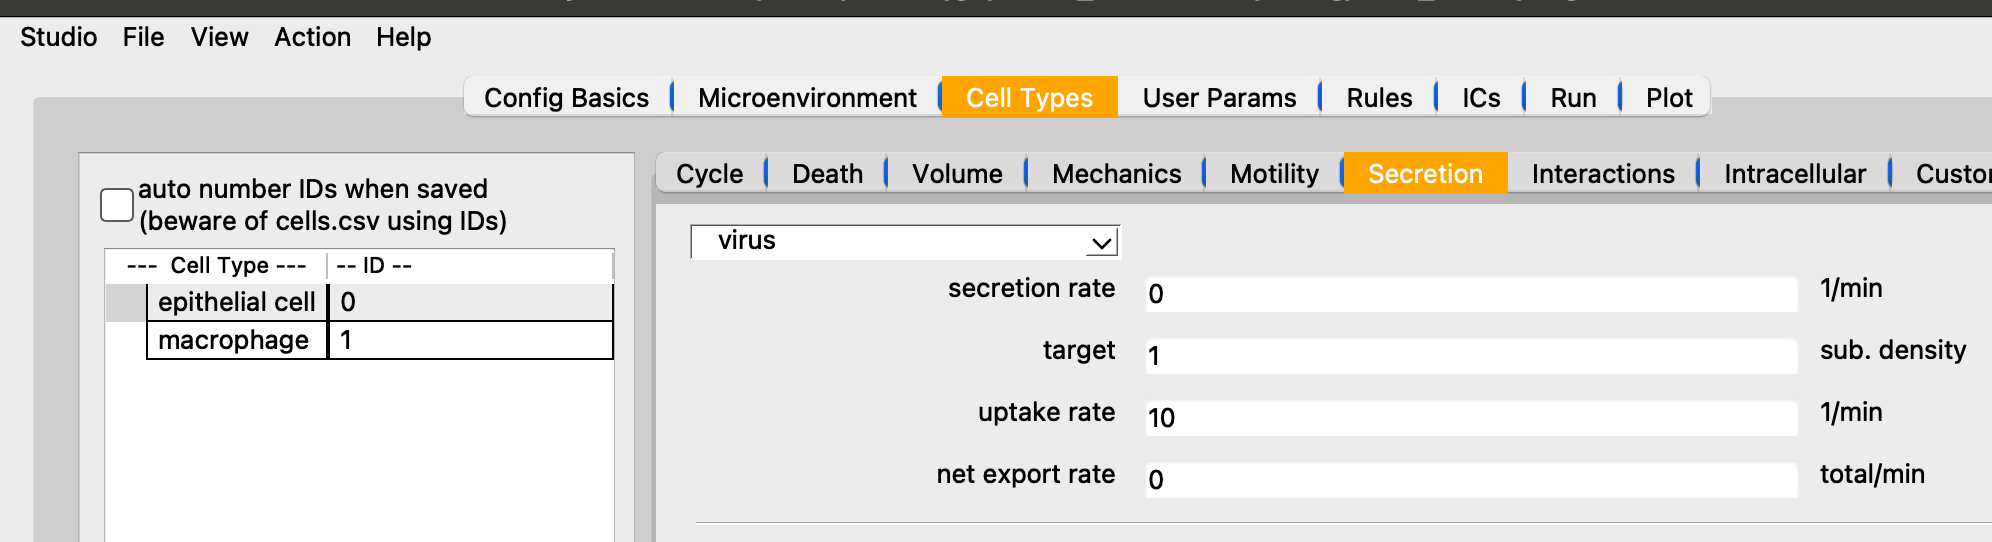 Studio File View Action Help
Config Basics Microenvironment Cell Types User Params Rules ICs Run Plot
Cycle Death Volume Mechanics Motility Secretion Interactions Intracellular Custo
auto number IDs when saved
(beware of cells.csv using IDs)
--- Cell Type --- -- ID --
epithelial cell 0
macrophage 1
virus
secretion rate 0 1/min
target 1 sub. density
uptake rate 10 1/min
net export rate 0 total/min